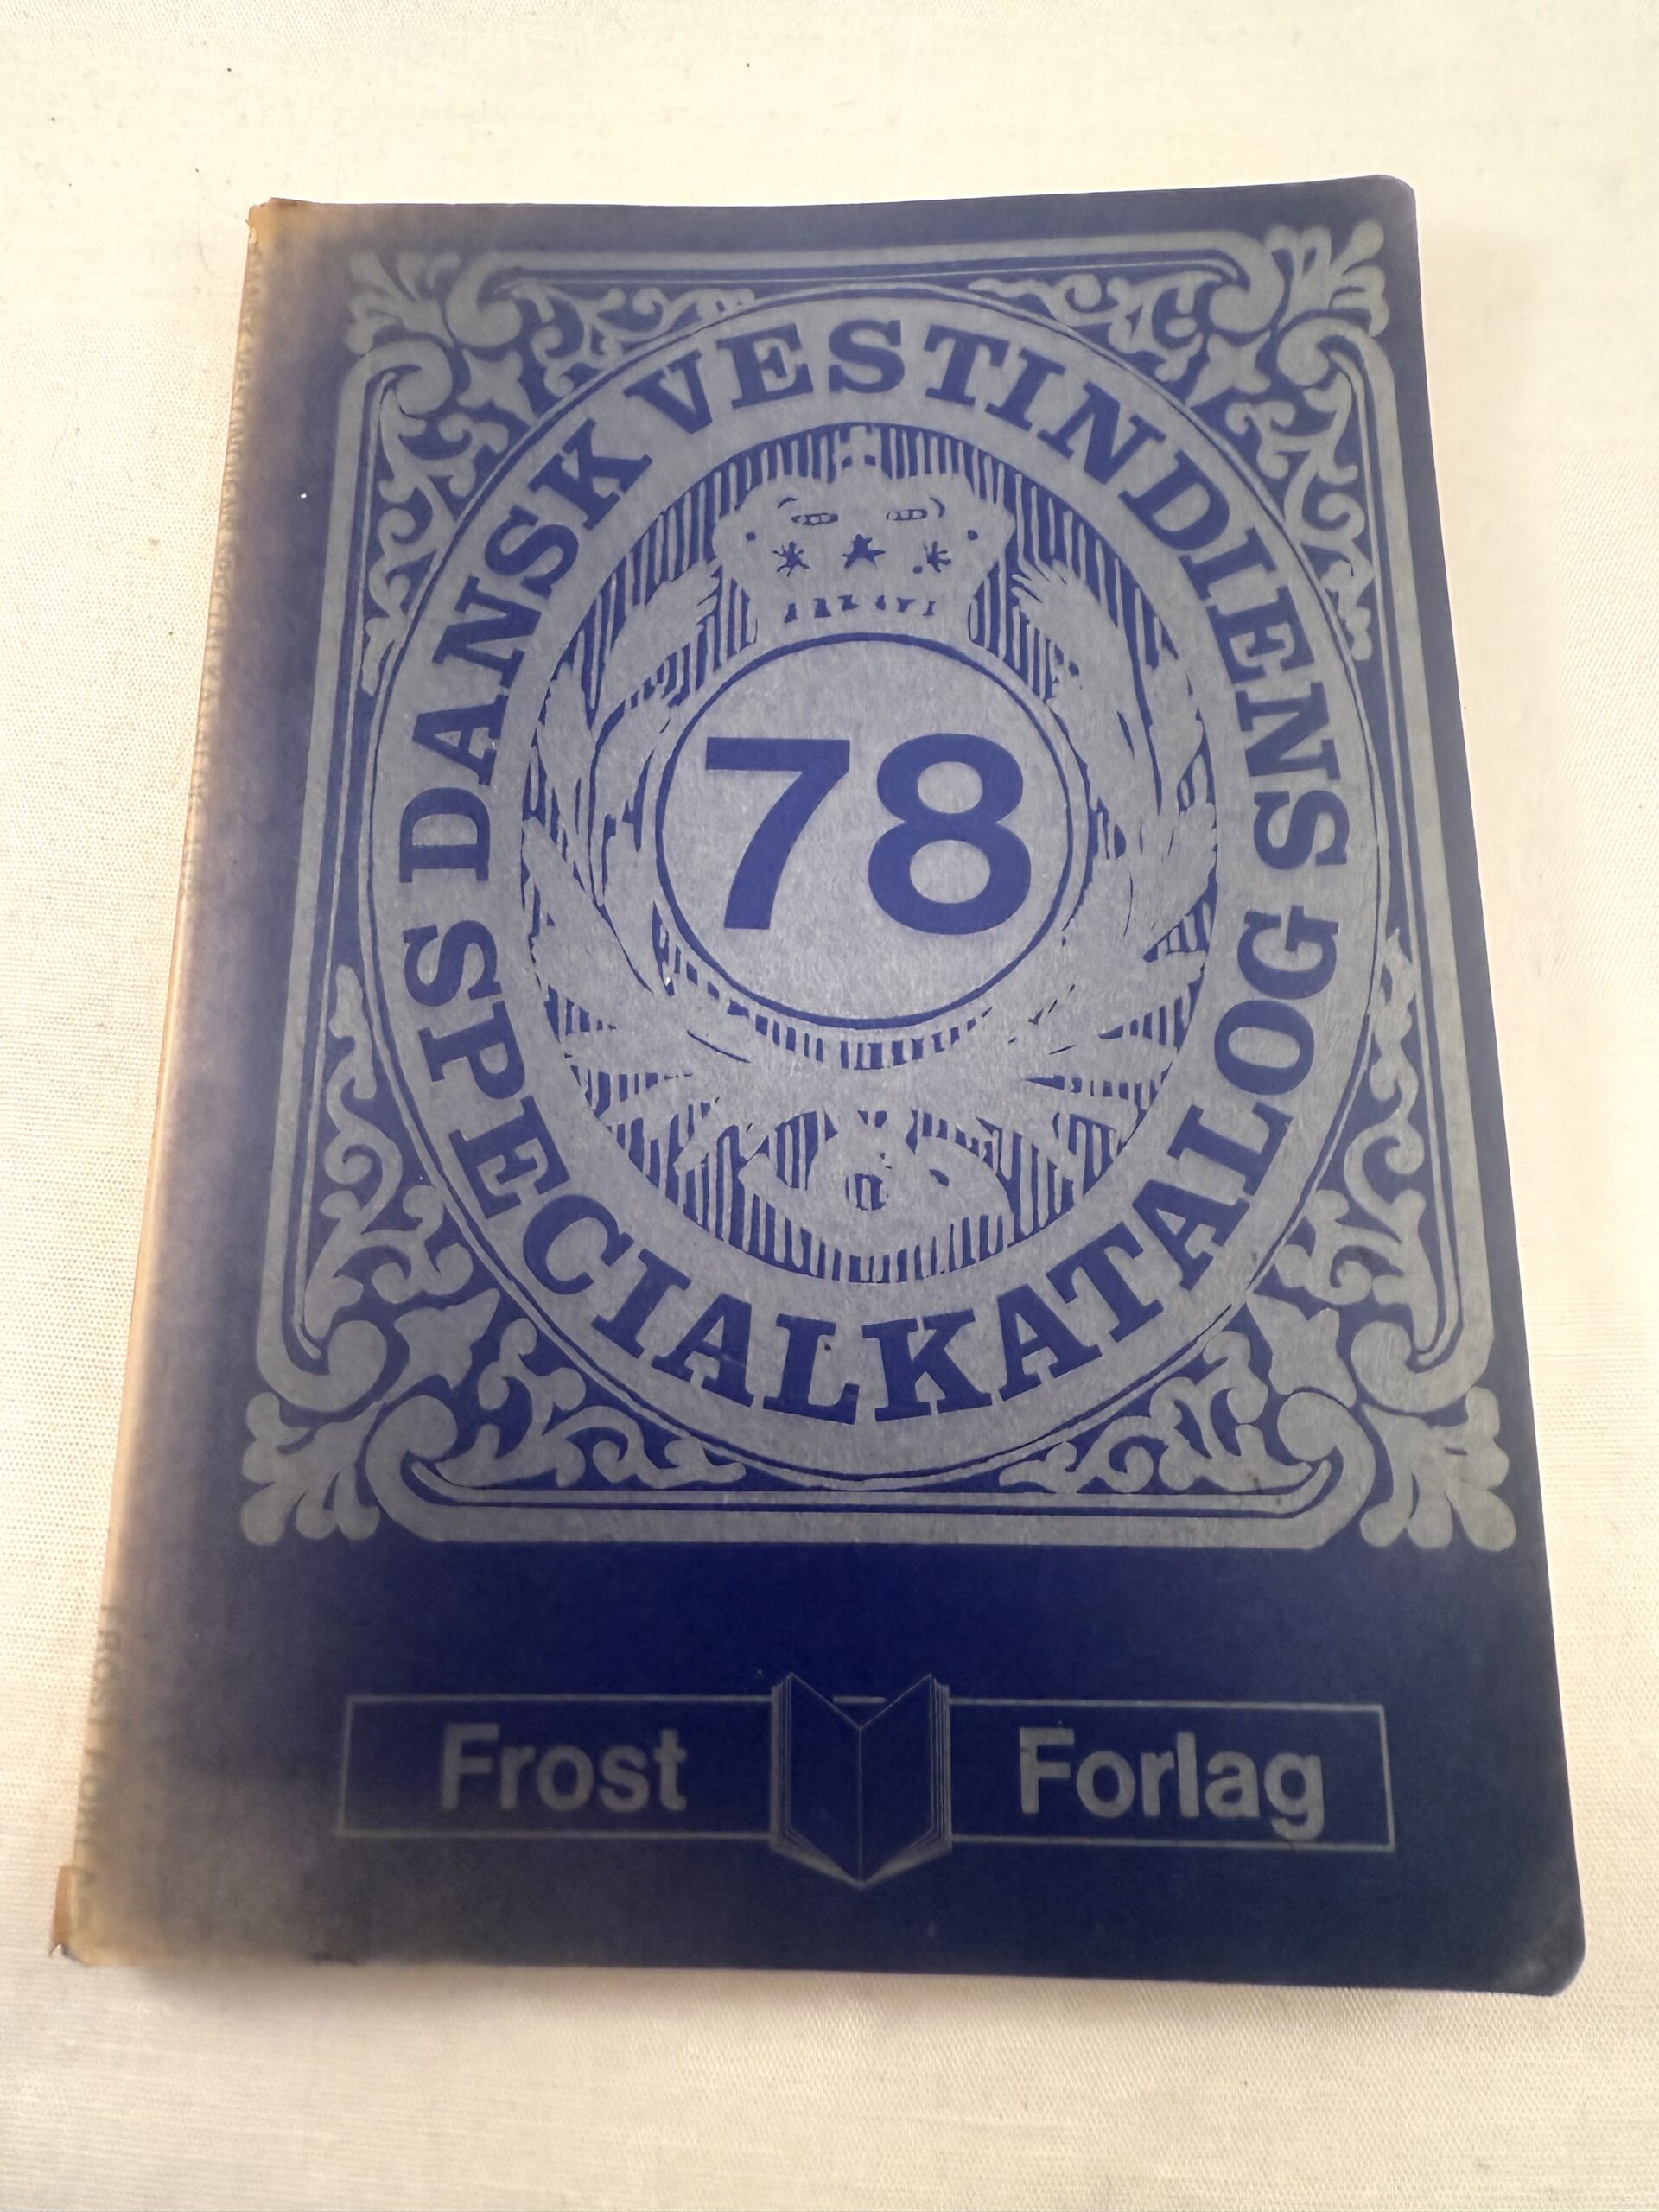 DANSK VESTINDIENS
SPECIALKATALOG
78
Frost Forlag